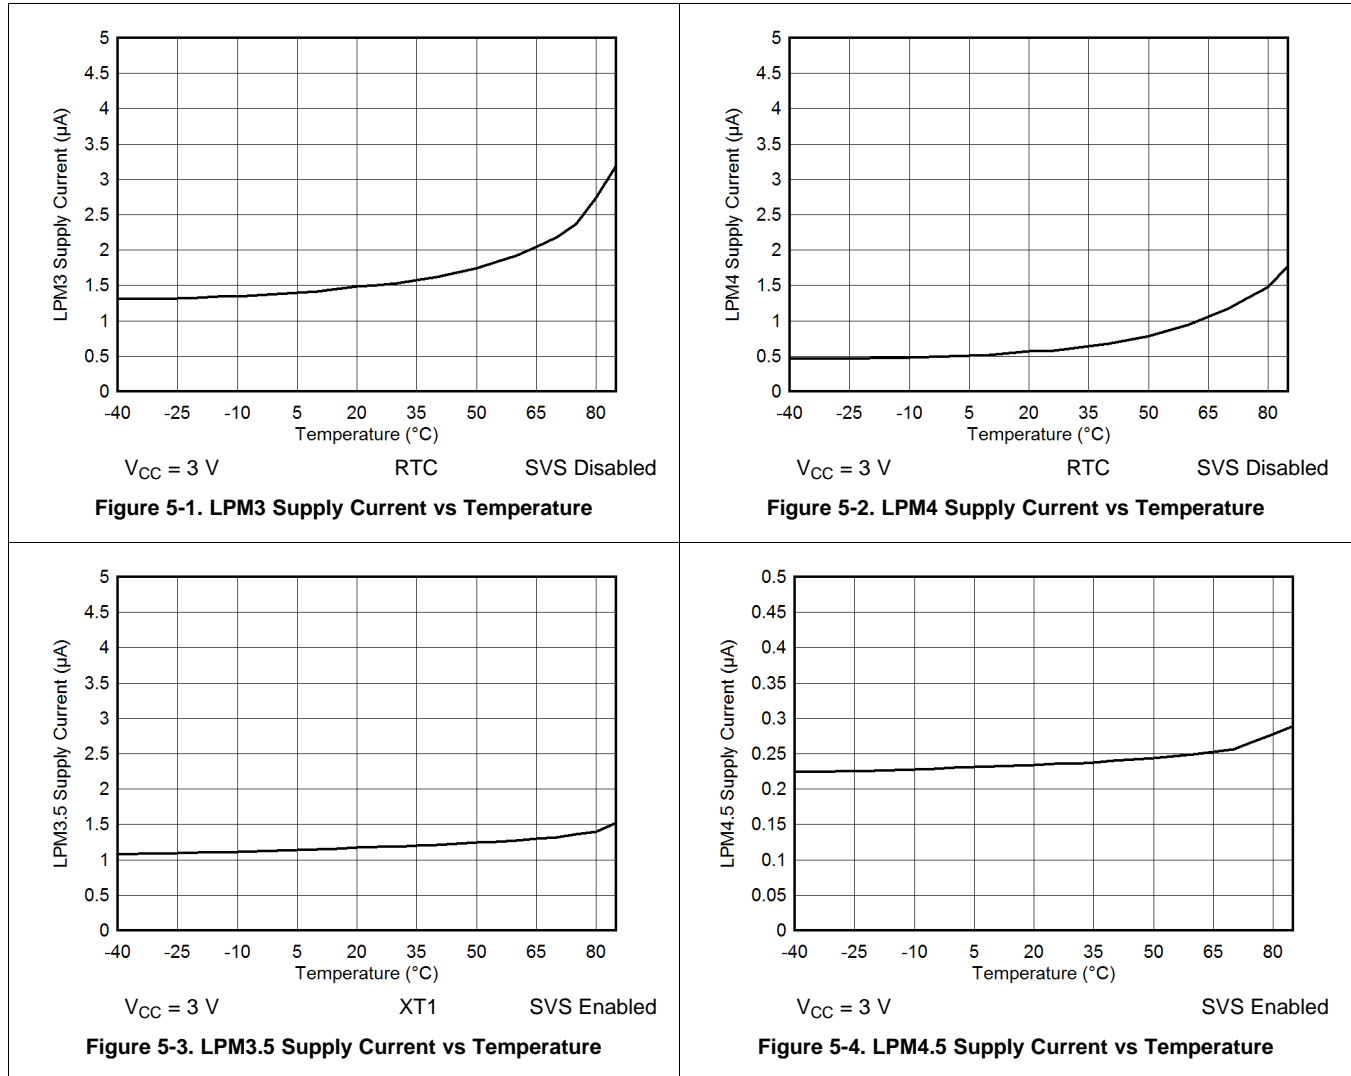 5
4.5
4
3.5
3
2.5
2
1.5
1
0.5
0
LPM3 Supply Current (µA)
-40 -25 -10 5 20 35 50 65 80
Temperature (°C)
VCC = 3 V RTC SVS Disabled
Figure 5-1. LPM3 Supply Current vs Temperature
5
4.5
4
3.5
3
2.5
2
1.5
1
0.5
0
LPM4 Supply Current (µA)
-40 -25 -10 5 20 35 50 65 80
Temperature (°C)
VCC = 3 V RTC SVS Disabled
Figure 5-2. LPM4 Supply Current vs Temperature
5
4.5
4
3.5
3
2.5
2
1.5
1
0.5
0
LPM3.5 Supply Current (µA)
-40 -25 -10 5 20 35 50 65 80
Temperature (°C)
VCC = 3 V XT1 SVS Enabled
Figure 5-3. LPM3.5 Supply Current vs Temperature
0.5
0.45
0.4
0.35
0.3
0.25
0.2
0.15
0.1
0.05
0
LPM4.5 Supply Current (µA)
-40 -25 -10 5 20 35 50 65 80
Temperature (°C)
VCC = 3 V SVS Enabled
Figure 5-4. LPM4.5 Supply Current vs Temperature